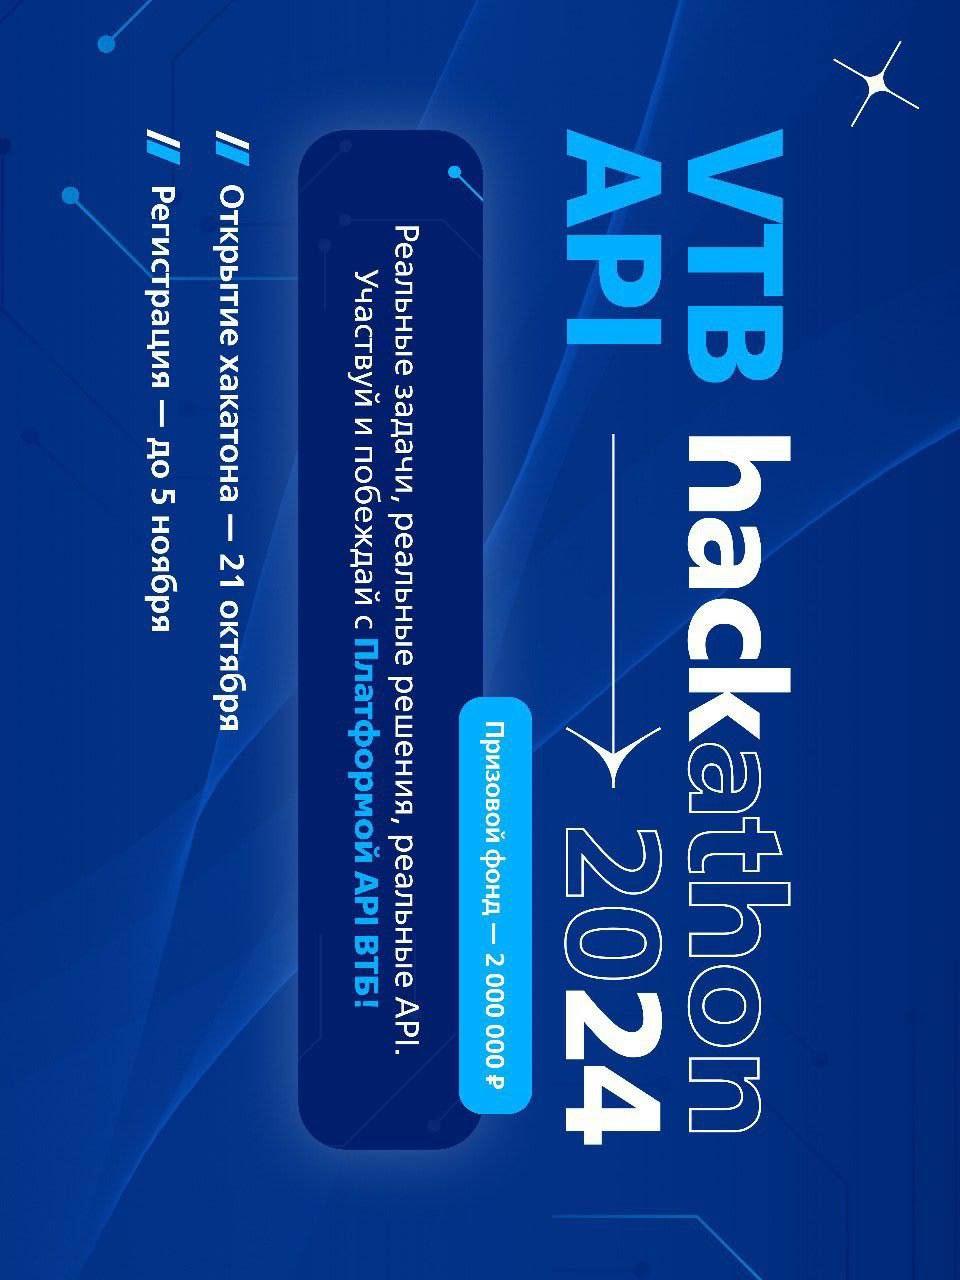 VTB hackathon
API 2024
Призовой фонд — 2 000 000 ₽
Реальные задачи, реальные решения, реальные API.
Участвуй и побеждай с Платформой API ВТБ!
Открытие хакатона — 21 октября
Регистрация — до 5 ноября